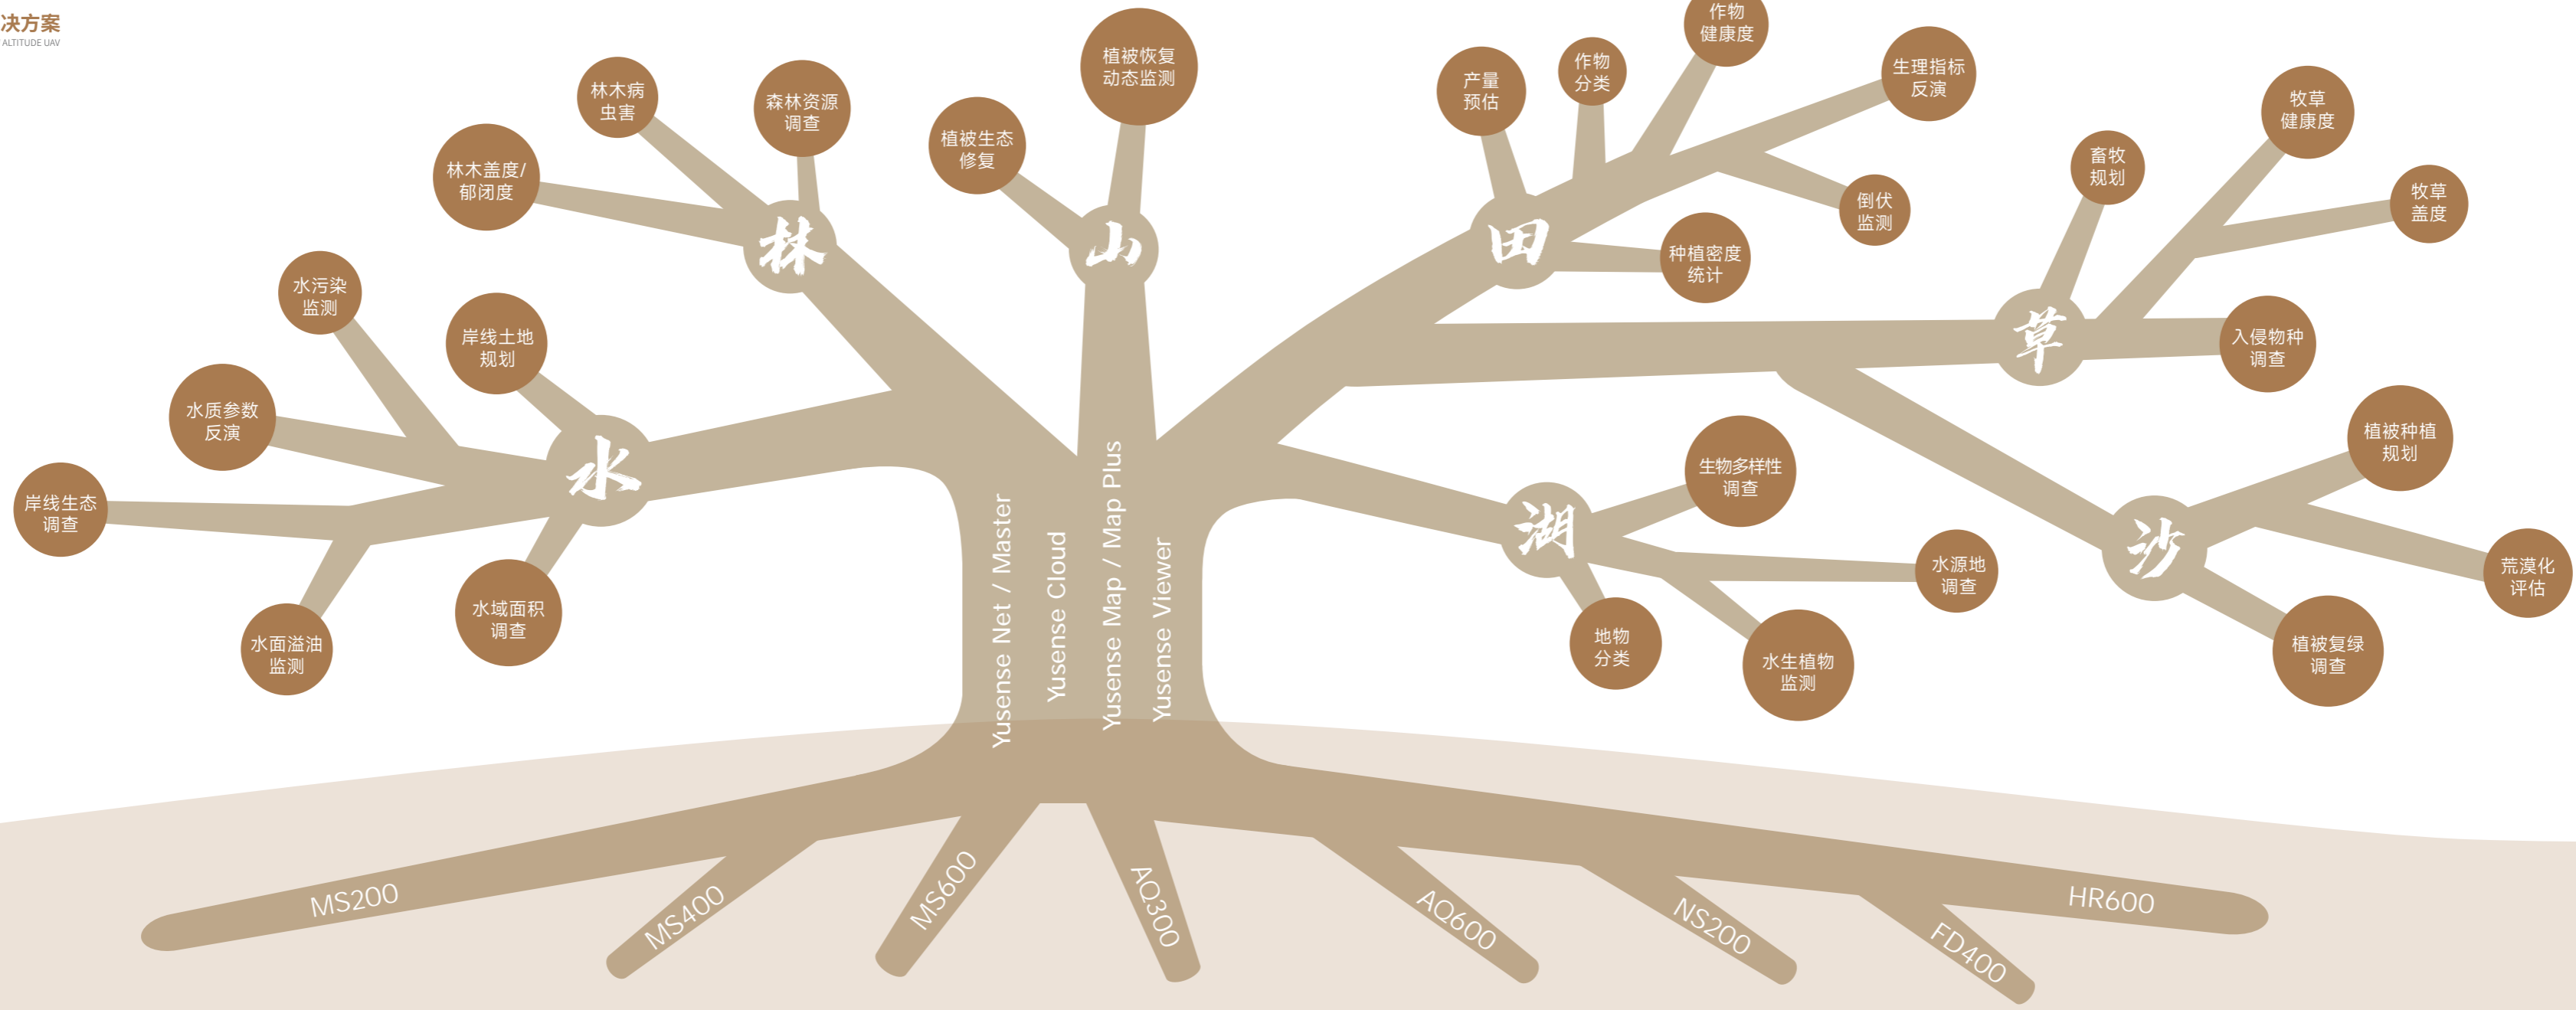 决方案
ALTITUDE UAV
林木病
虫害
森林资源
调查
林木盖度/
郁闭度
林
植被恢复
动态监测
植被生态
修复
山
作物
健康度
作物
分类
产量
预估
生理指标
反演
倒伏
监测
种植密度
统计
田
牧草
健康度
畜牧
规划
牧草
盖度
入侵物种
调查
草
水污染
监测
岸线土地
规划
水质参数
反演
岸线生态
调查
水面溢油
监测
水域面积
调查
水
生物多样性
调查
水源地
调查
地物
分类
水生植物
监测
湖
植被种植
规划
荒漠化
评估
植被复绿
调查
沙
Yusense Net / Master
Yusense Cloud
Yusense Map / Map Plus
Yusense Viewer
MS200
MS400
MS600
AQ300
AQ600
NS200
FD400
HR600